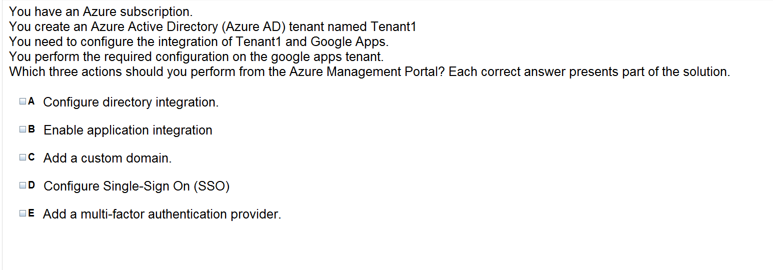 You have an Azure subscription.
You create an Azure Active Directory (Azure AD) tenant named Tenant1
You need to configure the integration of Tenant1 and Google Apps.
You perform the required configuration on the google apps tenant.
Which three actions should you perform from the Azure Management Portal? Each correct answer presents part of the solution.
A Configure directory integration.
B Enable application integration
C Add a custom domain.
D Configure Single-Sign On (SSO)
E Add a multi-factor authentication provider.